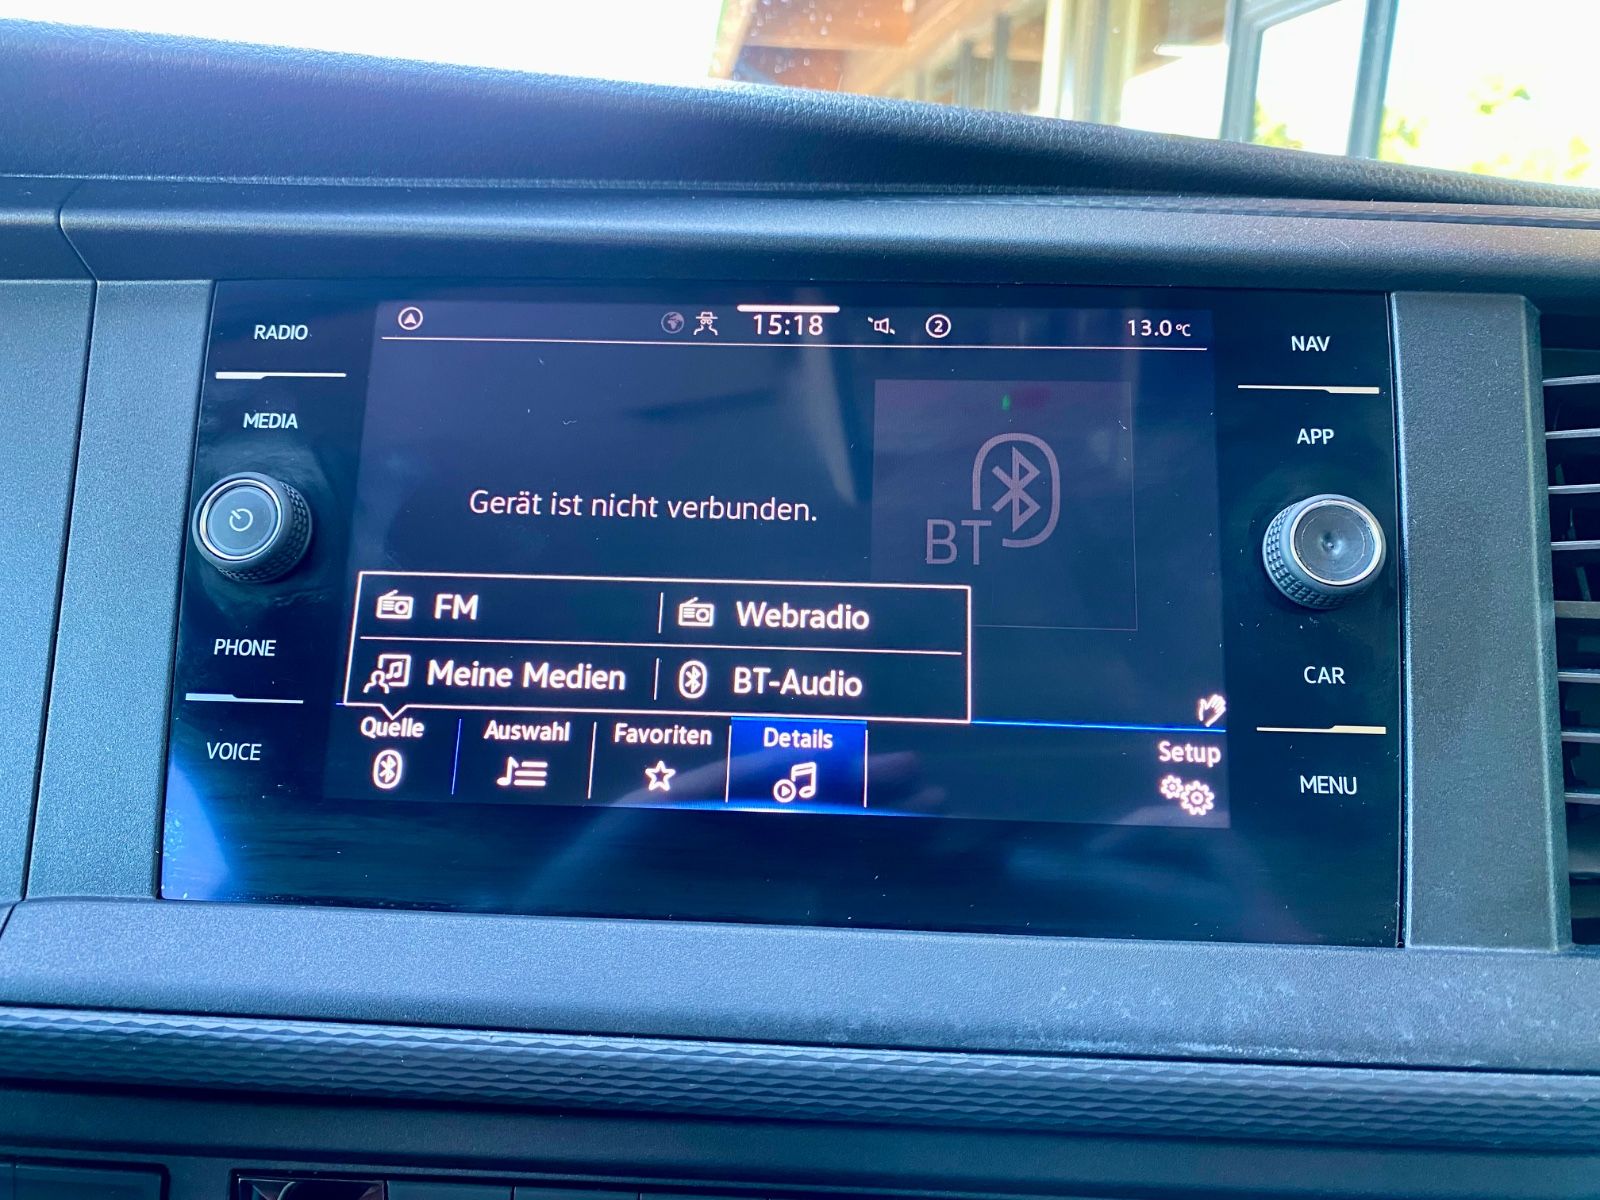 RADIO
MEDIA
PHONE
VOICE
15:18
2
13.0°C
Gerät ist nicht verbunden.
BT
FM
Webradio
Meine Medien
BT-Audio
Quelle
Auswahl
Favoriten
Details
Setup
NAV
APP
CAR
MENU